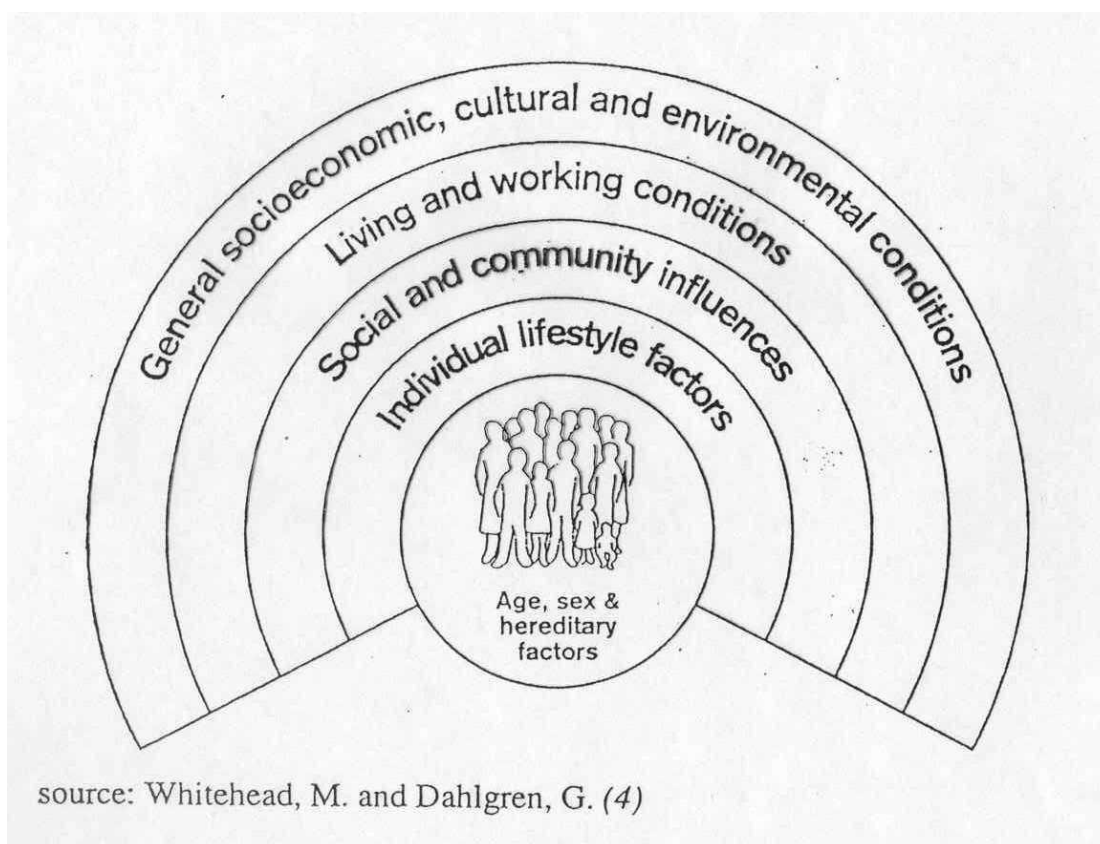 General socioeconomic, cultural and environmental conditions
Living and working conditions
Social and community influences
Individual lifestyle factors
Age, sex &
hereditary
factors
source: Whitehead, M. and Dahlgren, G. (4)